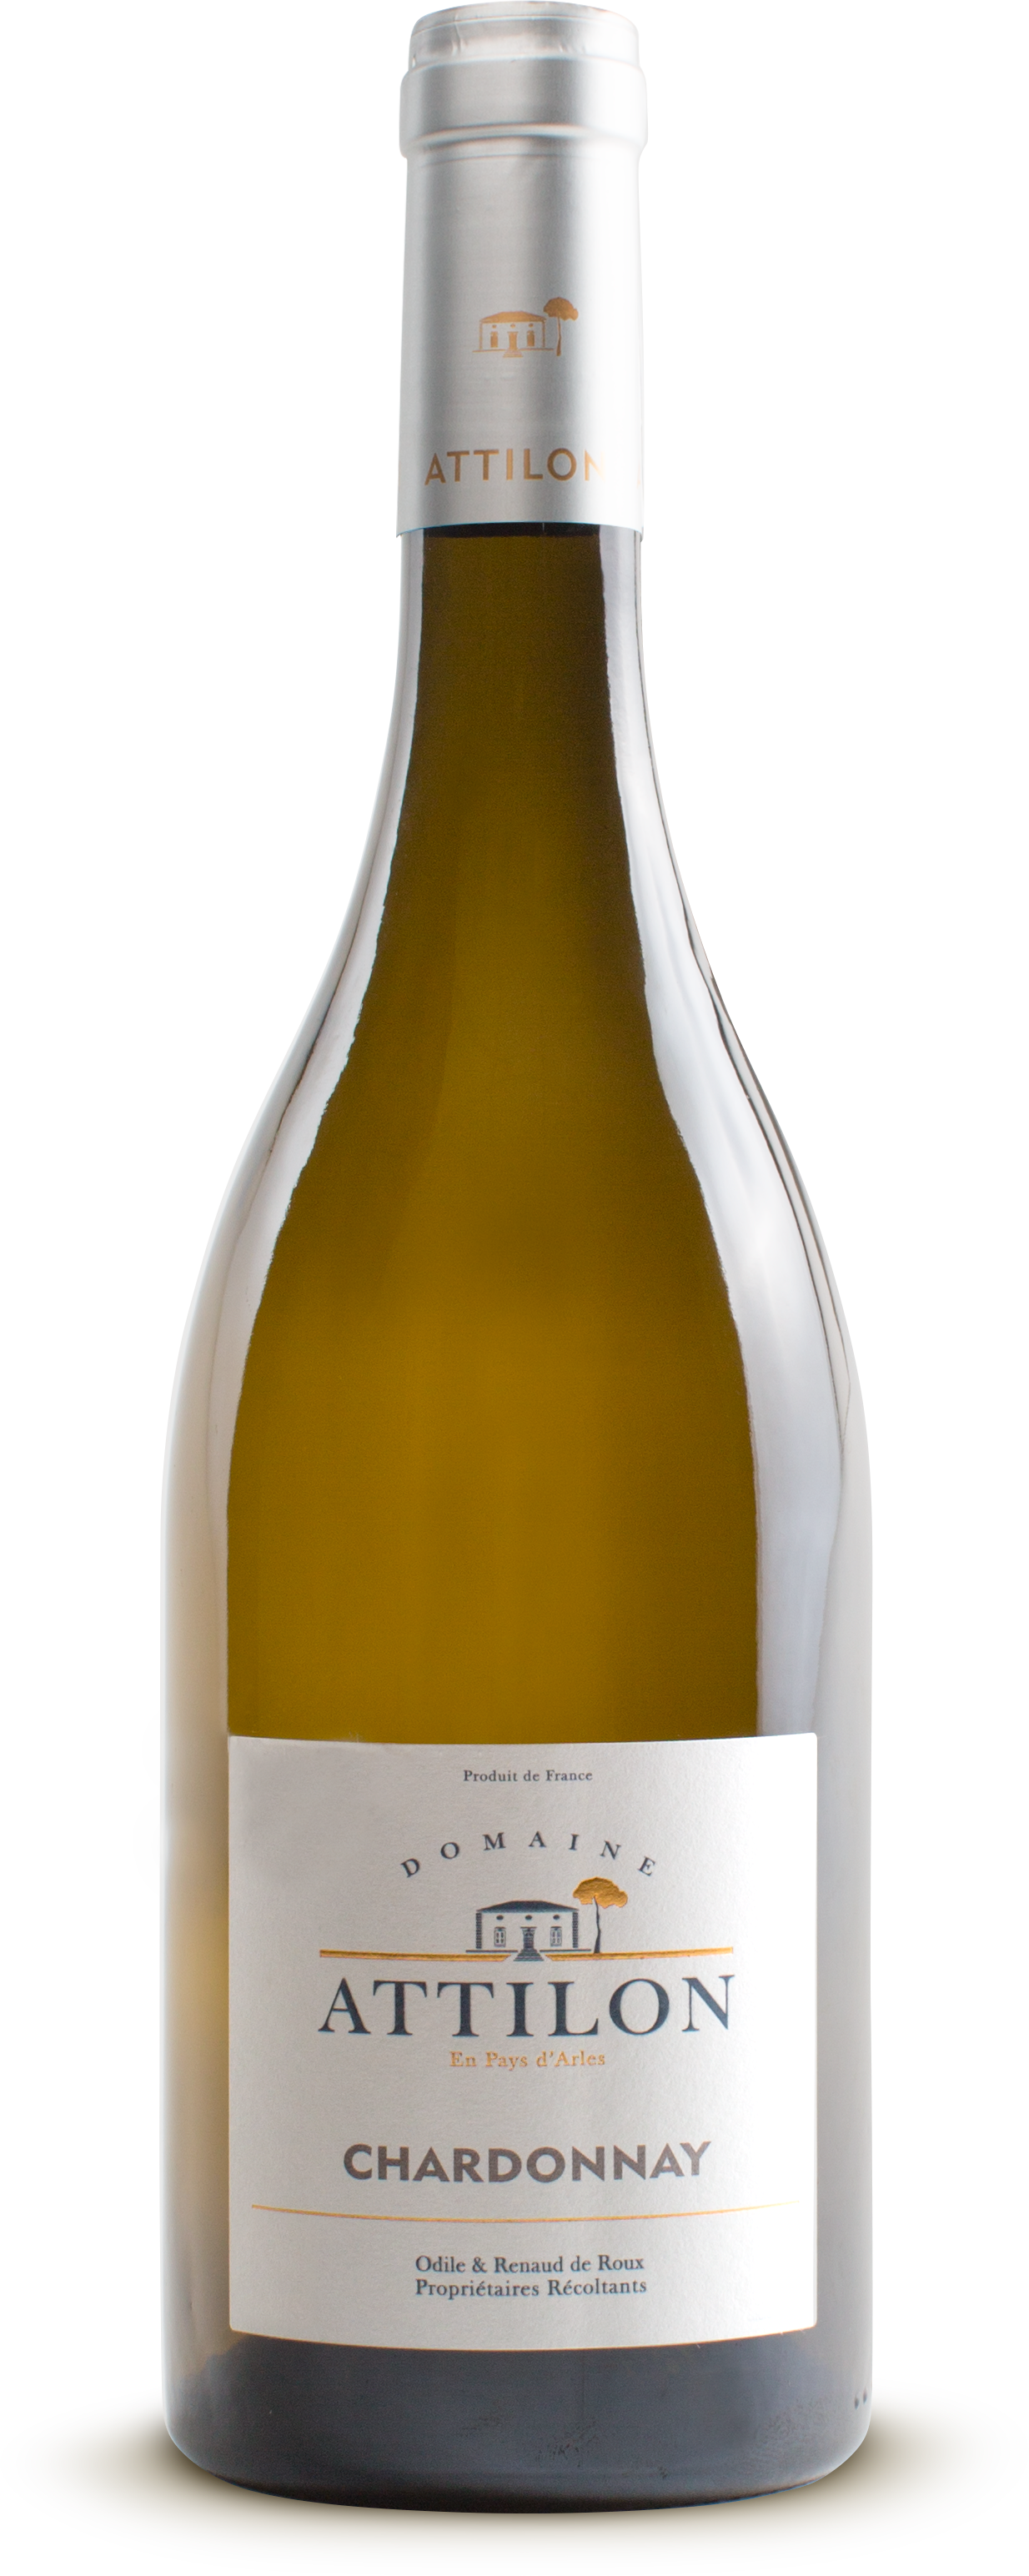 ATTILON
Produit de France
DOMAINE
ATTILON
En Pays d'Arles
CHARDONNAY
Odile & Renaud de Roux
Propriétaires Récoltants